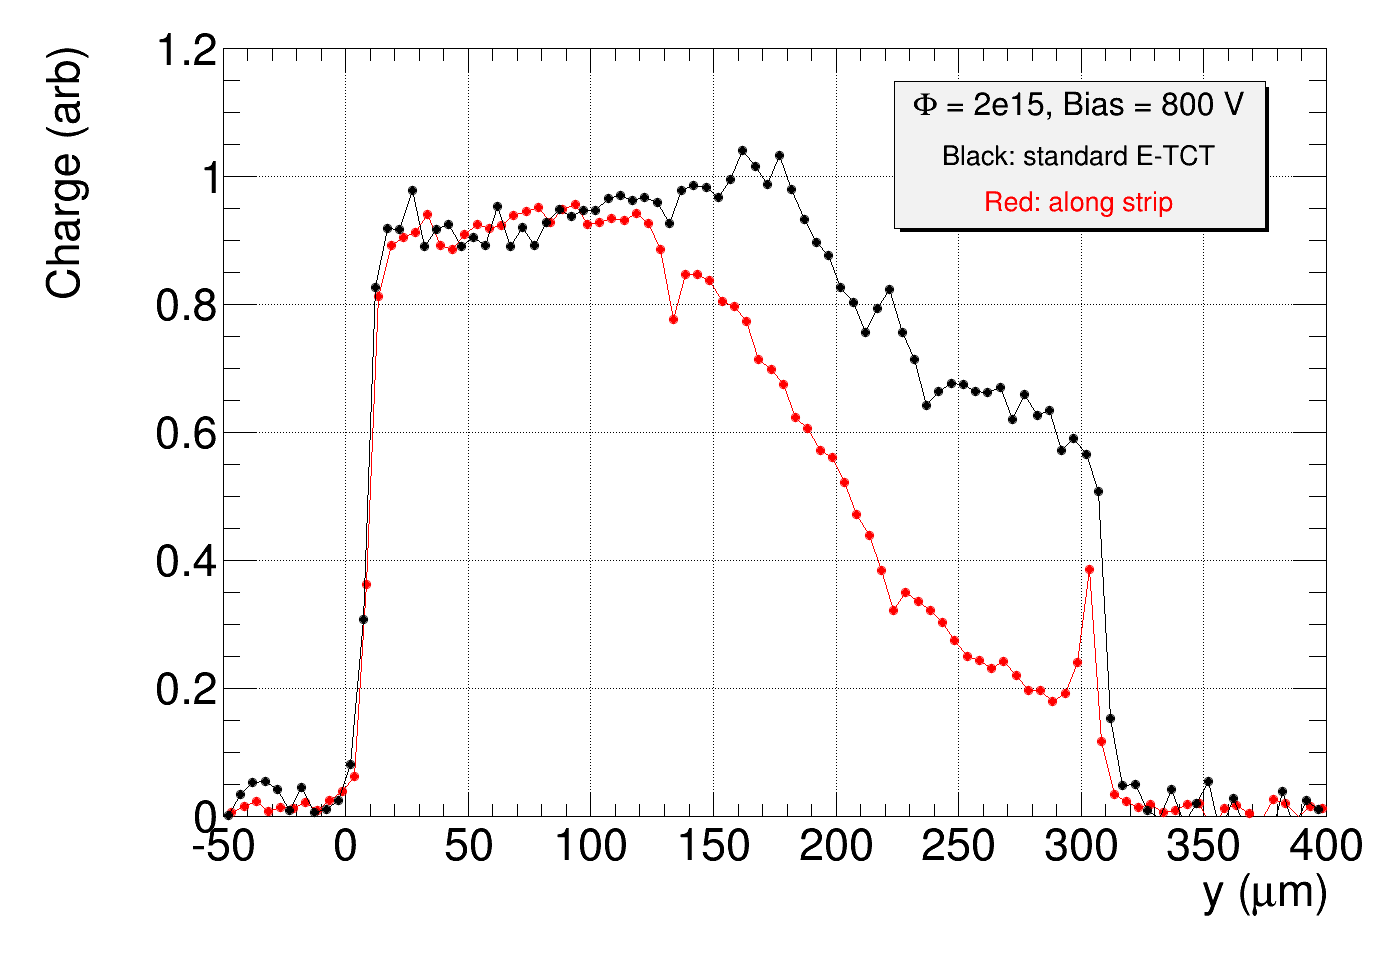 Charge (arb)
1.2
1
0.8
0.6
0.4
0.2
0
-50 0 50 100 150 200 250 300 350 400
y (μm)
Φ = 2e15, Bias = 800 V
Black: standard E-TCT
Red: along strip